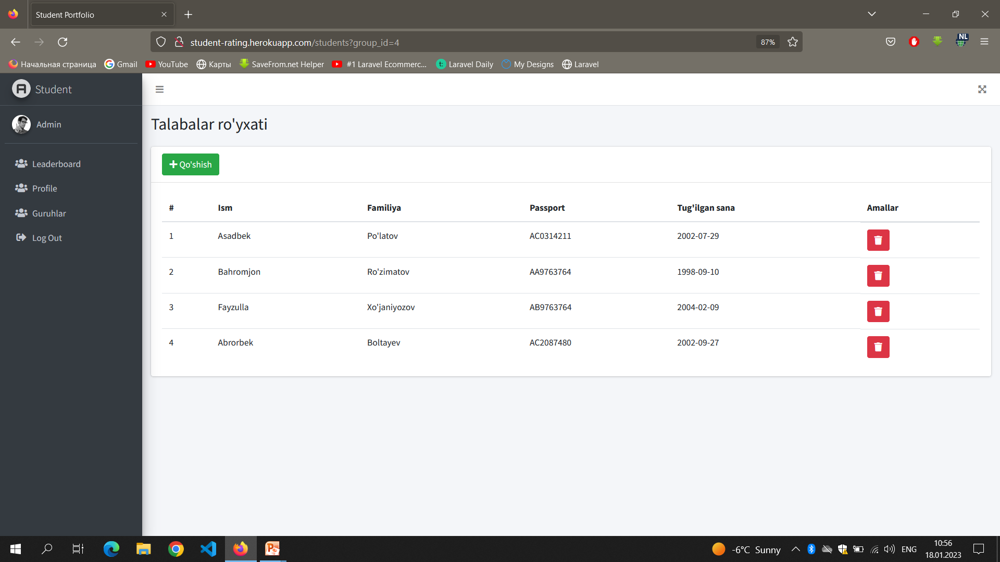 Student Portfolio
student-rating.herokuapp.com/students?group_id=4
87%
NL
Начальная страница Gmail YouTube Карты SaveFrom.net Helper #1 Laravel Ecommerc... t: Laravel Daily My Designs Laravel
Student
Admin
Leaderboard
Profile
Guruhlar
Log Out
Talabalar ro'yxati
Qo'shish
# Ism Familiya Passport Tug'ilgan sana Amallar
1 Asadbek Po'latov AC0314211 2002-07-29
2 Bahromjon Ro'zimatov AA9763764 1998-09-10
3 Fayzulla Xo'janiyozov AB9763764 2004-02-09
4 Abrorbek Boltayev AC2087480 2002-09-27
-6°C Sunny
ENG
10:56
18.01.2023